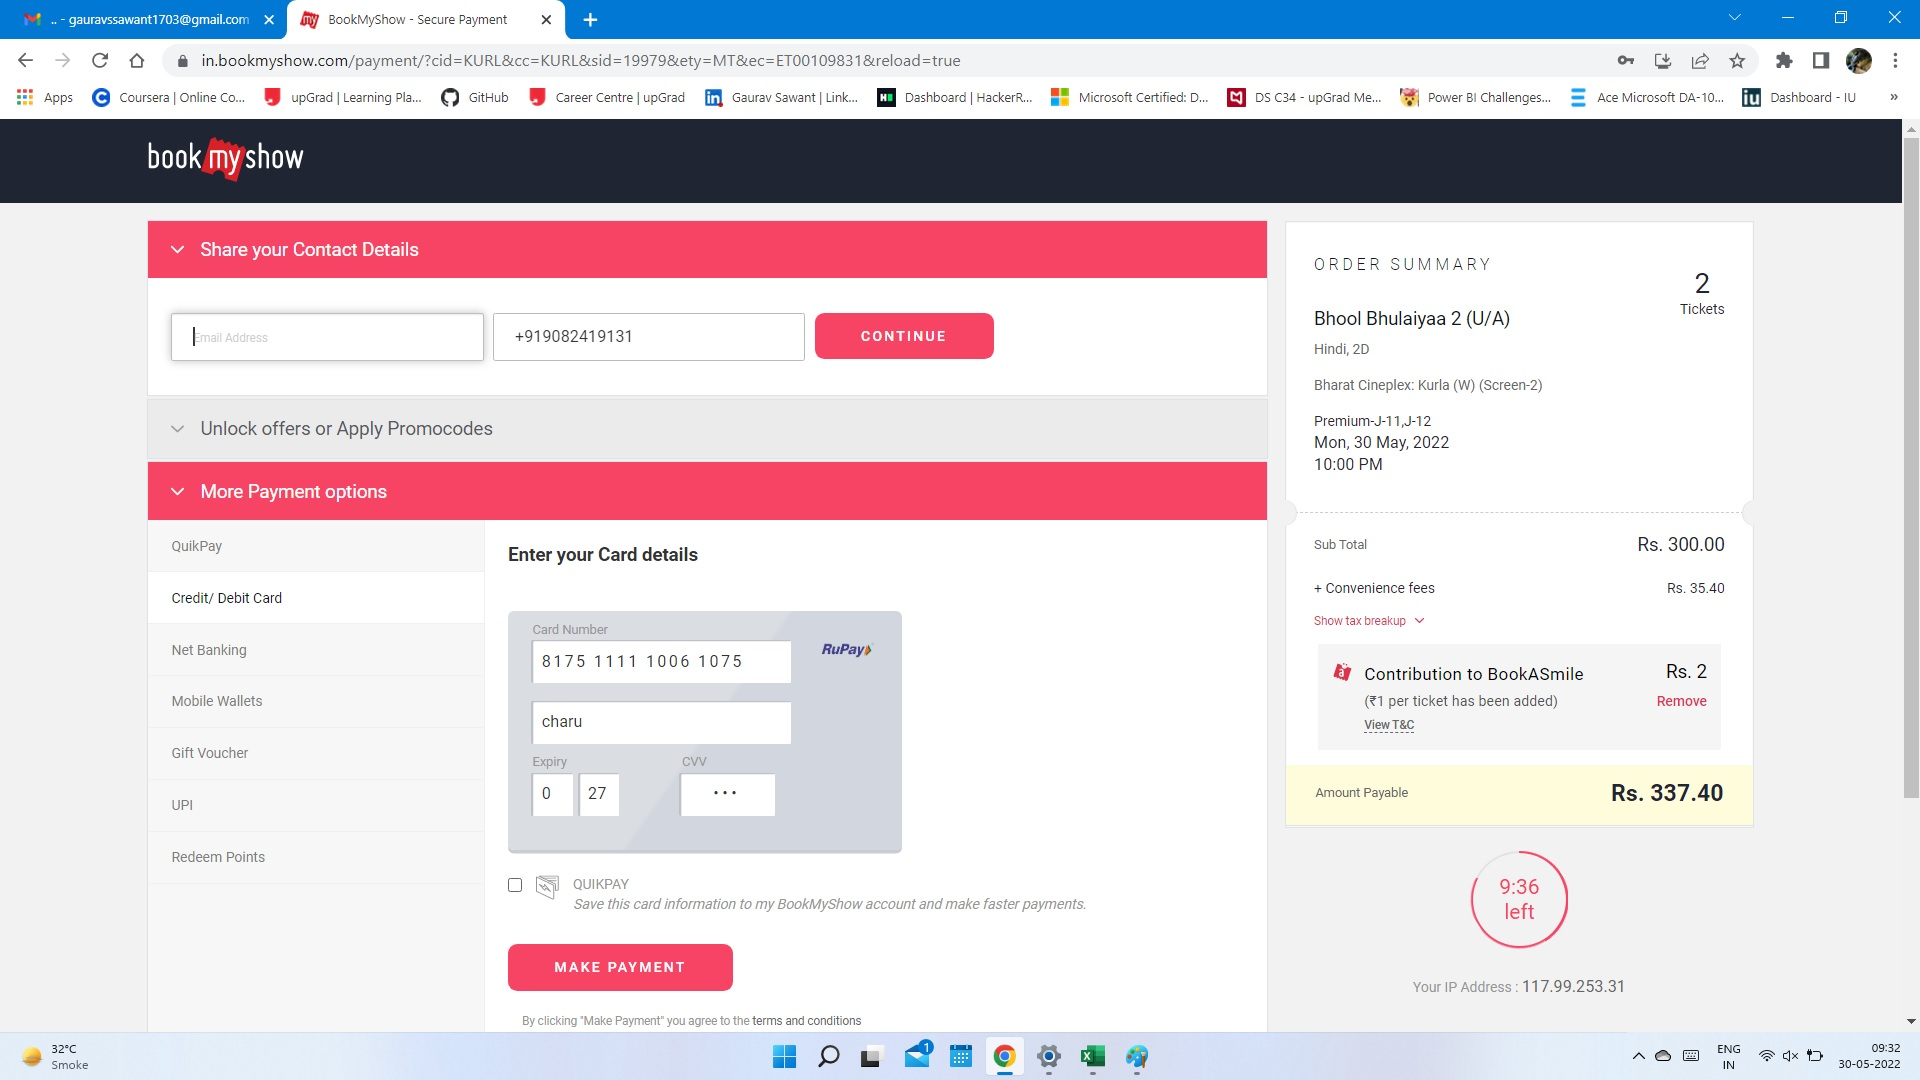 .. - gauravssawant1703@gmail.com
BookMyShow - Secure Payment
in.bookmyshow.com/payment/?cid=KURL&cc=KURL&sid=19979&ety=MT&ec=ET00109831&reload=true
Apps
Coursera | Online Co...
upGrad | Learning Pla...
GitHub
Career Centre | upGrad
Gaurav Sawant | Link...
Dashboard | HackerR...
Microsoft Certified: D...
DS C34 - upGrad Me...
Power BI Challenges...
Ace Microsoft DA-10...
Dashboard - IU
»
book my show
Share your Contact Details
Email Address
+919082419131
CONTINUE
Unlock offers or Apply Promocodes
More Payment options
QuikPay
Credit/ Debit Card
Net Banking
Mobile Wallets
Gift Voucher
UPI
Redeem Points
Enter your Card details
Card Number
8175 1111 1006 1075
RuPay
charu
Expiry
CVV
0
27
•••
QUIKPAY
Save this card information to my BookMyShow account and make faster payments.
MAKE PAYMENT
By clicking "Make Payment" you agree to the terms and conditions
ORDER SUMMARY
2
Tickets
Bhool Bhulaiyaa 2 (U/A)
Hindi, 2D
Bharat Cineplex: Kurla (W) (Screen-2)
Premium-J-11,J-12
Mon, 30 May, 2022
10:00 PM
Sub Total
Rs. 300.00
+ Convenience fees
Rs. 35.40
Show tax breakup
Contribution to BookASmile
Rs. 2
(₹1 per ticket has been added)
Remove
View T&C
Amount Payable
Rs. 337.40
9:36
left
Your IP Address : 117.99.253.31
32°C
Smoke
1
ENG
IN
09:32
30-05-2022